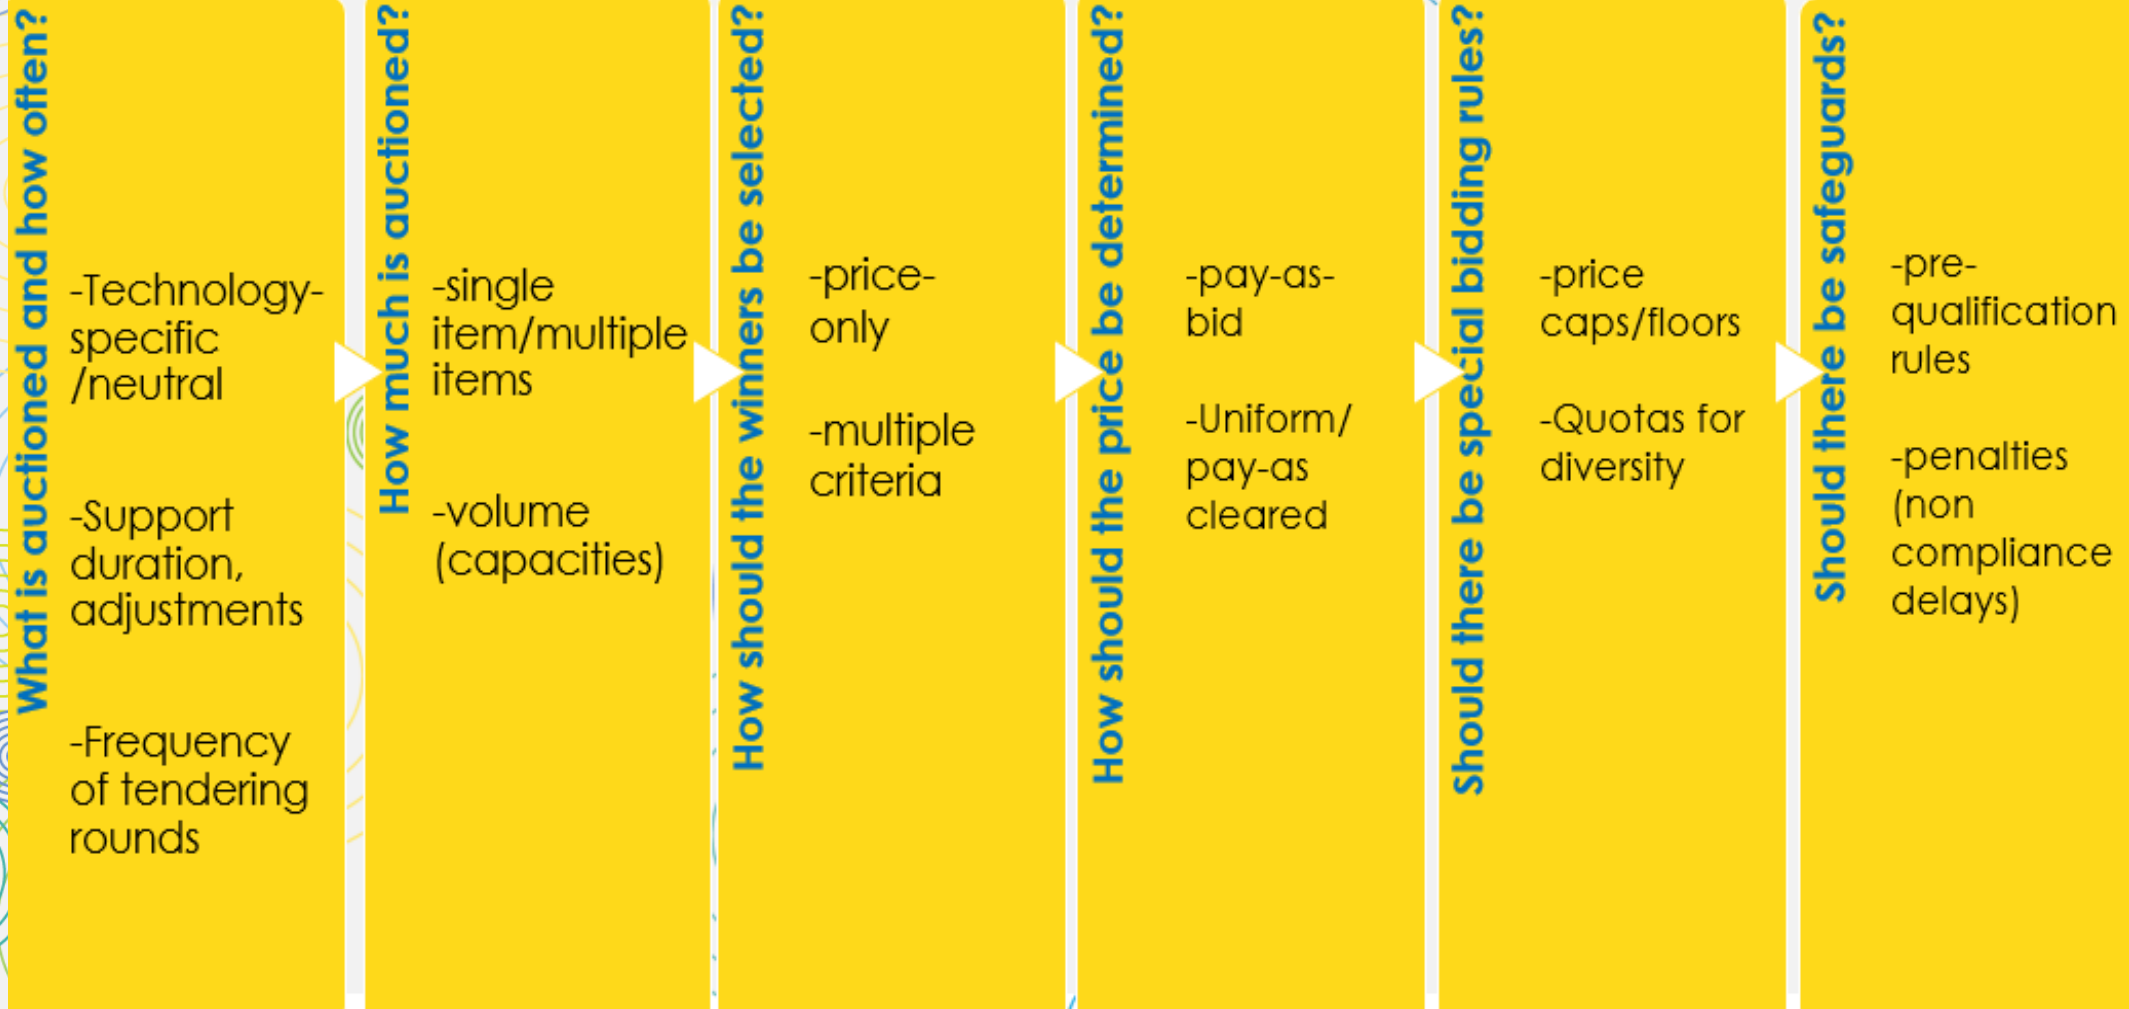 What is auctioned and how often?
-Technology-
specific
/neutral
-Support
duration,
adjustments
-Frequency
of tendering
rounds
How much is auctioned?
-single
item/multiple
items
-volume
(capacities)
How should the winners be selected?
-price-
only
-multiple
criteria
How should the price be determined?
-pay-as-
bid
-Uniform/
pay-as
cleared
Should there be special bidding rules?
-price
caps/floors
-Quotas for
diversity
Should there be safeguards?
-pre-
qualification
rules
-penalties
(non
compliance
delays)